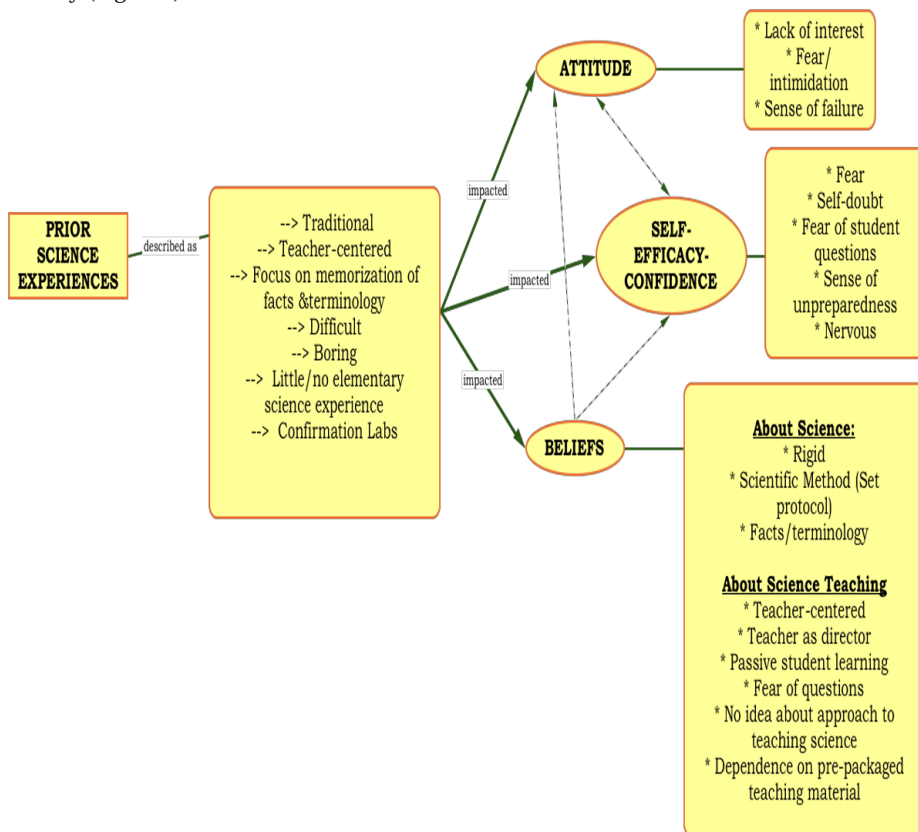 PRIOR
SCIENCE
EXPERIENCES
described as
--> Traditional
--> Teacher-centered
--> Focus on memorization of
facts &terminology
--> Difficult
--> Boring
--> Little/no elementary
science experience
--> Confirmation Labs
impacted
impacted
impacted
ATTITUDE
* Lack of interest
* Fear/
intimidation
* Sense of failure
SELF-
EFFICACY-
CONFIDENCE
* Fear
* Self-doubt
* Fear of student
questions
* Sense of
unpreparedness
* Nervous
BELIEFS
About Science:
* Rigid
* Scientific Method (Set
protocol)
* Facts/terminology
About Science Teaching
* Teacher-centered
* Teacher as director
* Passive student learning
* Fear of questions
* No idea about approach to
teaching science
* Dependence on pre-packaged
teaching material